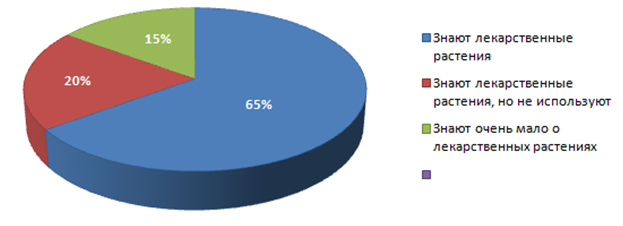 15%
20%
65%
Знают лекарственные
растения
Знают лекарственные
растения, но не используют
Знают очень мало о
лекарственных растениях